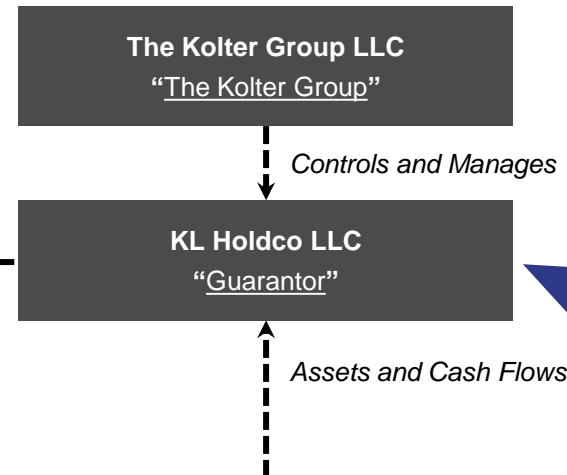 The Kolter Group LLC
“The Kolter Group”
Controls and Manages
KL Holdco LLC
“Guarantor”
Assets and Cash Flows